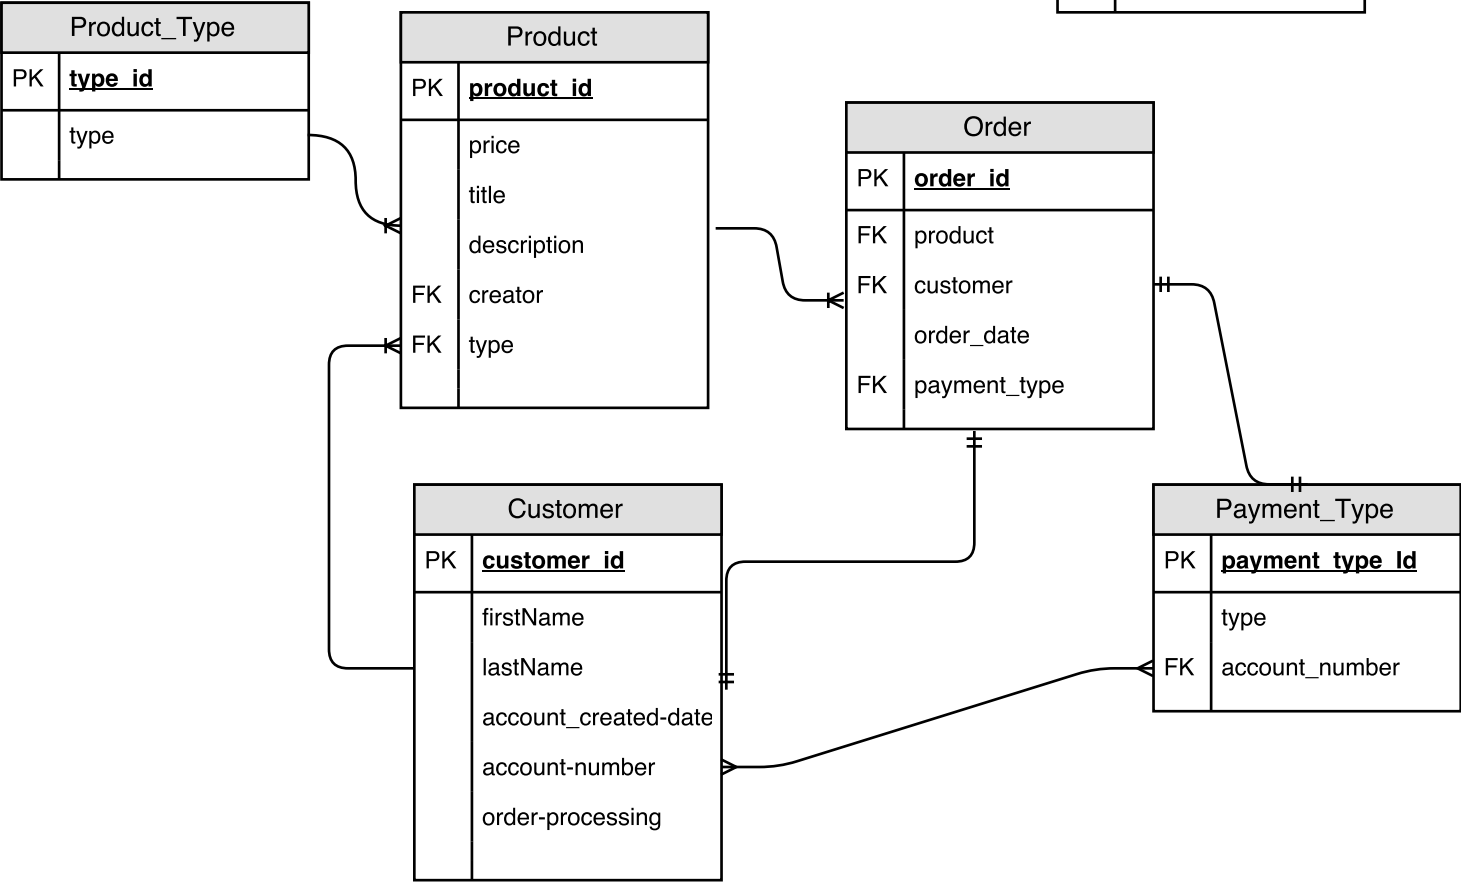 Product_Type
PK type_id
type
Product
PK product_id
price
title
description
FK creator
FK type
Order
PK order_id
FK product
FK customer
order_date
FK payment_type
Customer
PK customer_id
firstName
lastName
account_created-date
account-number
order-processing
Payment_Type
PK payment_type_Id
type
FK account_number